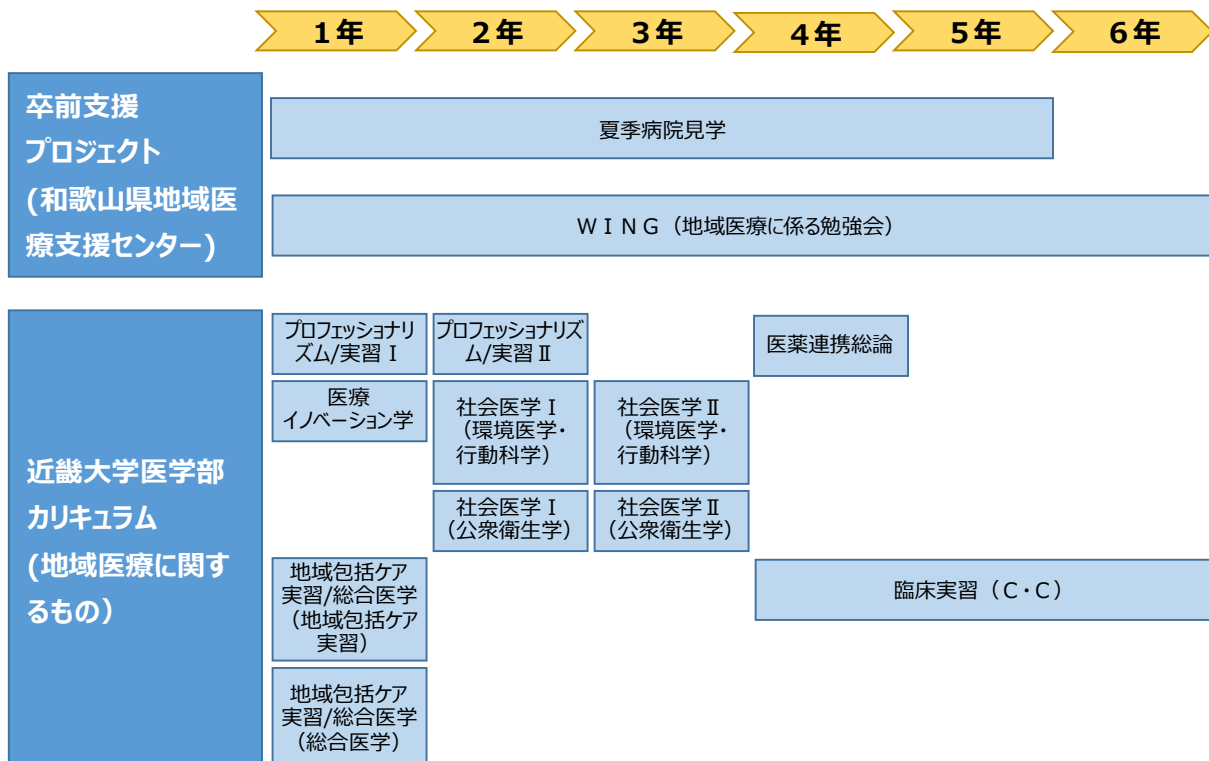 1年
2年
3年
4年
5年
6年
卒前支援
プロジェクト
(和歌山県地域医
療支援センター)
夏季病院見学
ＷＩＮＧ（地域医療に係る勉強会）
近畿大学医学部
カリキュラム
(地域医療に関す
るもの）
プロフェッショナリ
ズム/実習Ⅰ
プロフェッショナリズ
ム/実習Ⅱ
医薬連携総論
医療
イノベーション学
社会医学Ⅰ
（環境医学・
行動科学）
社会医学Ⅱ
（環境医学・
行動科学）
社会医学Ⅰ
（公衆衛生学）
社会医学Ⅱ
（公衆衛生学）
地域包括ケア
実習/総合医学
（地域包括ケア
実習）
臨床実習（Ｃ・Ｃ）
地域包括ケア
実習/総合医学
（総合医学）